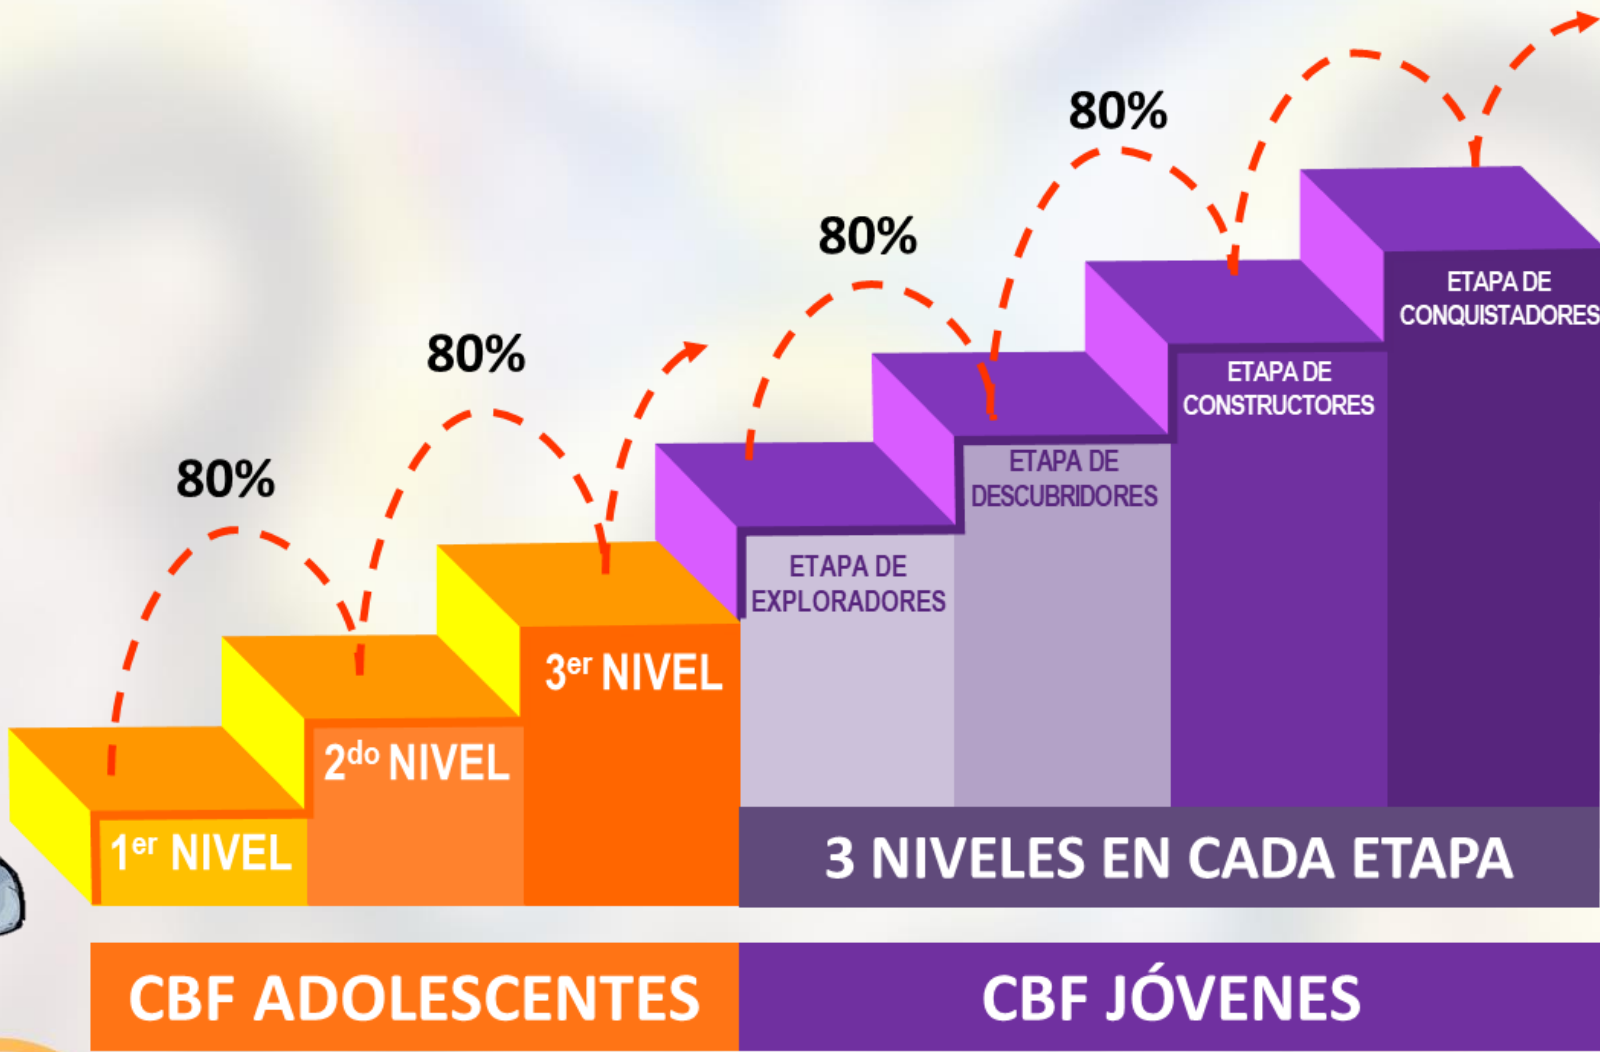 80%
80%
80%
80%
ETAPA DE
CONQUISTADORES
ETAPA DE
CONSTRUCTORES
ETAPA DE
DESCUBRIDORES
ETAPA DE
EXPLORADORES
3er NIVEL
2do NIVEL
1er NIVEL
3 NIVELES EN CADA ETAPA
CBF ADOLESCENTES
CBF JÓVENES